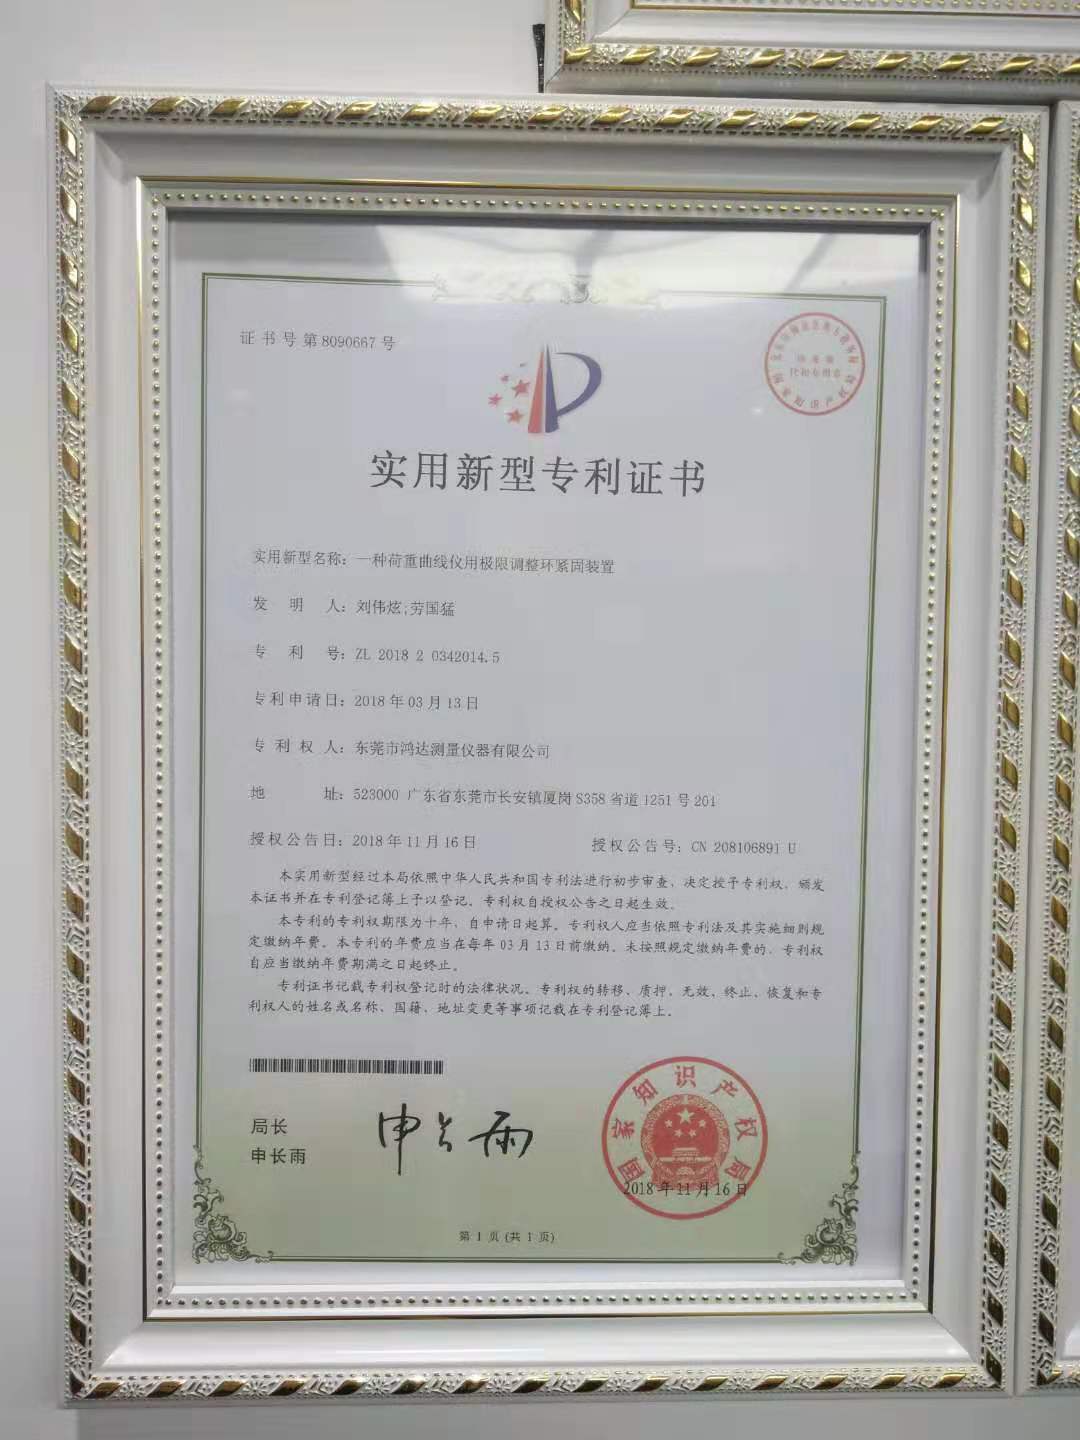 证书号第8090667号
实用新型专利证书
实用新型名称：一种荷重曲线仪用极限调整环紧固装置
发明人：刘伟炫;劳国猛
专利号：ZL 2018 2 0342014.5
专利申请日：2018年03月13日
专利权人：东莞市鸿达测量仪器有限公司
地址：523000 广东省东莞市长安镇厦岗S358省道1251号201
授权公告日：2018年11月16日 授权公告号：CN 208106891 U
本实用新型经过本局依照中华人民共和国专利法进行初步审查，决定授予专利权，颁发
本证书并在专利登记簿上予以登记。专利权自授权公告之日起生效。
本专利的专利权期限为十年，自申请日起算。专利权人应当依照专利法及其实施细则规
定缴纳年费。本专利的年费应当在每年03月13日前缴纳。未按照规定缴纳年费的，专利权
自应当缴纳年费期满之日起终止。
专利证书记载专利权登记时的法律状况。专利权的转移、质押、无效、终止、恢复和专
利权人的姓名或名称、国籍、地址变更等事项记载在专利登记簿上。
局长
申长雨
申长雨
国家知识产权局
2018年11月16日
第 1 页 (共 1 页)